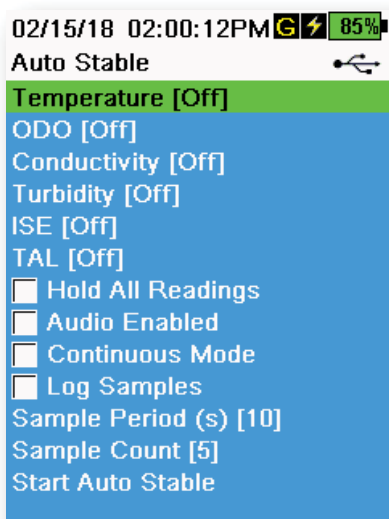 02/15/18 02:00:12PM G 85%
Auto Stable
Temperature [Off]
ODO [Off]
Conductivity [Off]
Turbidity [Off]
ISE [Off]
TAL [Off]
Hold All Readings
Audio Enabled
Continuous Mode
Log Samples
Sample Period (s) [10]
Sample Count [5]
Start Auto Stable